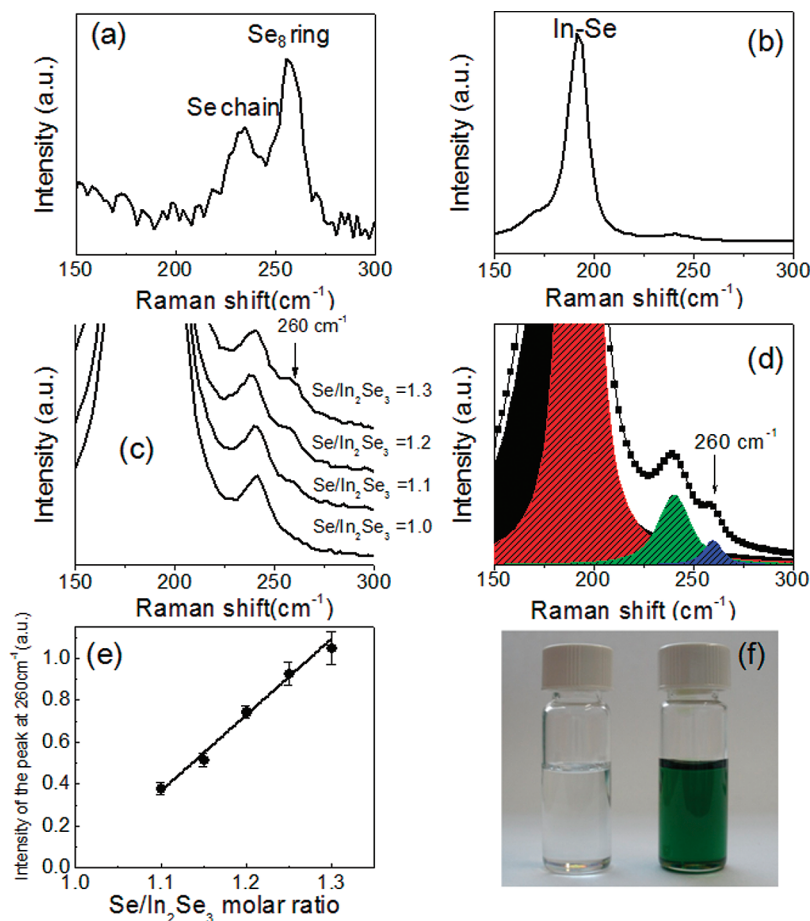 (a)
Se chain
Se₈ ring
Intensity (a.u.)
150 200 250 300
Raman shift(cm⁻¹)
(b)
In-Se
Intensity (a.u.)
150 200 250 300
Raman shift(cm⁻¹)
(c)
260 cm⁻¹
Se/In₂Se₃ =1.3
Se/In₂Se₃ =1.2
Se/In₂Se₃ =1.1
Se/In₂Se₃ =1.0
Intensity (a.u.)
150 200 250 300
Raman shift(cm⁻¹)
(d)
260 cm⁻¹
Intensity (a.u.)
150 200 250 300
Raman shift (cm⁻¹)
(e)
Intensity of the peak at 260cm⁻¹(a.u.)
1.0
0.8
0.6
0.4
0.2
0.0
1.0 1.1 1.2 1.3
Se/In₂Se₃ molar ratio
(f)